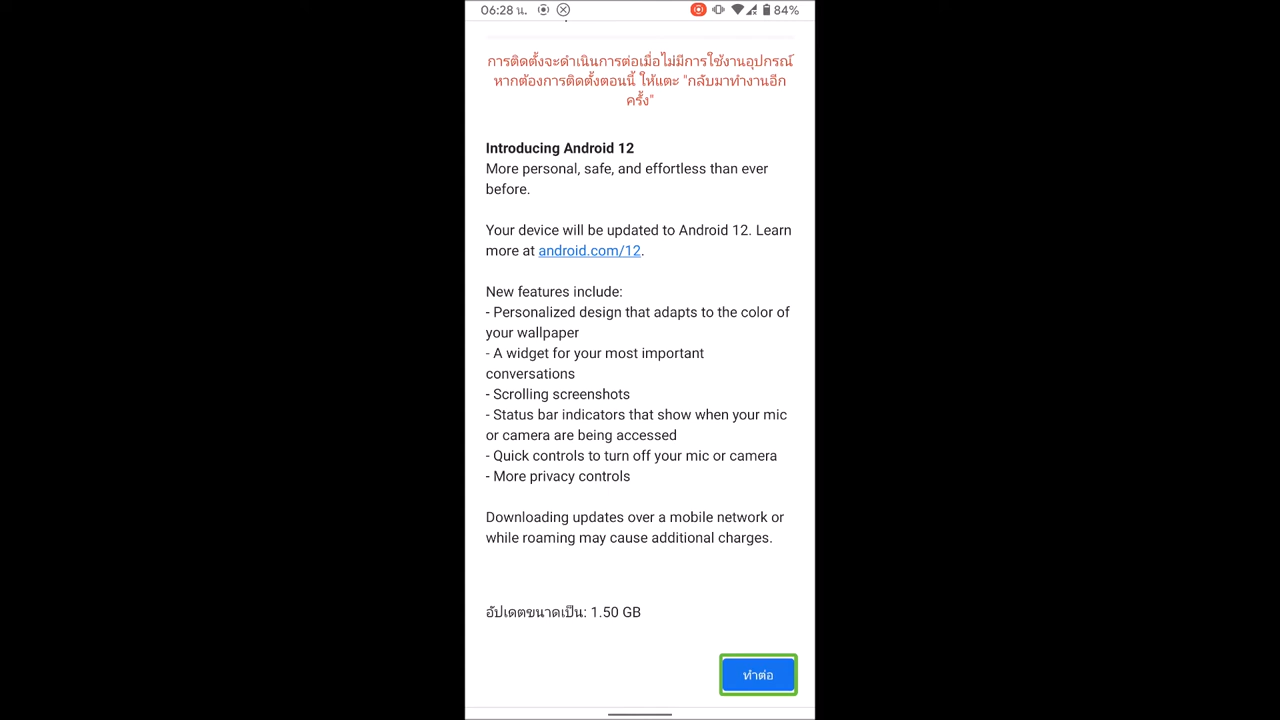 06:28 น.
84%
การติดตั้งจะดำเนินการต่อเมื่อไม่มีการใช้งานอุปกรณ์
หากต้องการติดตั้งตอนนี้ ให้แตะ "กลับมาทำงานอีก
ครั้ง"
Introducing Android 12
More personal, safe, and effortless than ever
before.
Your device will be updated to Android 12. Learn
more at android.com/12.
New features include:
- Personalized design that adapts to the color of
your wallpaper
- A widget for your most important
conversations
- Scrolling screenshots
- Status bar indicators that show when your mic
or camera are being accessed
- Quick controls to turn off your mic or camera
- More privacy controls
Downloading updates over a mobile network or
while roaming may cause additional charges.
อัปเดตขนาดเป็น: 1.50 GB
ทำต่อ